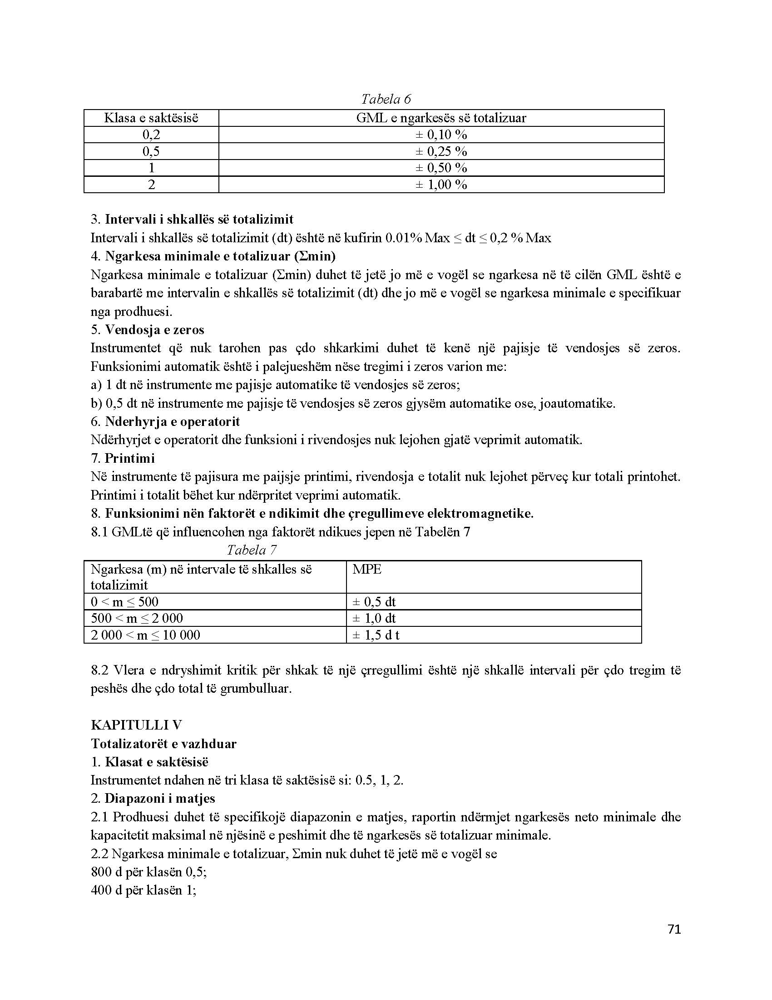 Tabela 6
Klasa e saktësisë GML e ngarkesës së totalizuar
0,2 ± 0,10 %
0,5 ± 0,25 %
1 ± 0,50 %
2 ± 1,00 %
3. Intervali i shkallës së totalizimit
Intervali i shkallës së totalizimit (dt) është në kufirin 0.01% Max ≤ dt ≤ 0,2 % Max
4. Ngarkesa minimale e totalizuar (Σmin)
Ngarkesa minimale e totalizuar (Σmin) duhet të jetë jo më e vogël se ngarkesa në të cilën GML është e
barabartë me intervalin e shkallës së totalizimit (dt) dhe jo më e vogël se ngarkesa minimale e specifikuar
nga prodhuesi.
5. Vendosja e zeros
Instrumentet që nuk tarohen pas çdo shkarkimi duhet të kenë një pajisje të vendosjes së zeros.
Funksionimi automatik është i palejueshëm nëse tregimi i zeros varion me:
a) 1 dt në instrumente me pajisje automatike të vendosjes së zeros;
b) 0,5 dt në instrumente me pajisje të vendosjes së zeros gjysëm automatike ose, joautomatike.
6. Nderhyrja e operatorit
Ndërhyrjet e operatorit dhe funksioni i rivendosjes nuk lejohen gjatë veprimit automatik.
7. Printimi
Në instrumente të pajisura me paijsje printimi, rivendosja e totalit nuk lejohet përveç kur totali printohet.
Printimi i totalit bëhet kur ndërpritet veprimi automatik.
8. Funksionimi nën faktorët e ndikimit dhe çregullimeve elektromagnetike.
8.1 GMLtë që influencohen nga faktorët ndikues jepen në Tabelën 7
Tabela 7
Ngarkesa (m) në intervale të shkalles së MPE
totalizimit
0 < m ≤ 500 ± 0,5 dt
500 < m ≤ 2 000 ± 1,0 dt
2 000 < m ≤ 10 000 ± 1,5 d t
8.2 Vlera e ndryshimit kritik për shkak të një çrregullimi është një shkallë intervali për çdo tregim të
peshës dhe çdo total të grumbulluar.
KAPITULLI V
Totalizatorët e vazhduar
1. Klasat e saktësisë
Instrumentet ndahen në tri klasa të saktësisë si: 0.5, 1, 2.
2. Diapazoni i matjes
2.1 Prodhuesi duhet të specifikojë diapazonin e matjes, raportin ndërmjet ngarkesës neto minimale dhe
kapacitetit maksimal në njësinë e peshimit dhe të ngarkesës së totalizuar minimale.
2.2 Ngarkesa minimale e totalizuar, Σmin nuk duhet të jetë më e vogël se
800 d për klasën 0,5;
400 d për klasën 1;
71